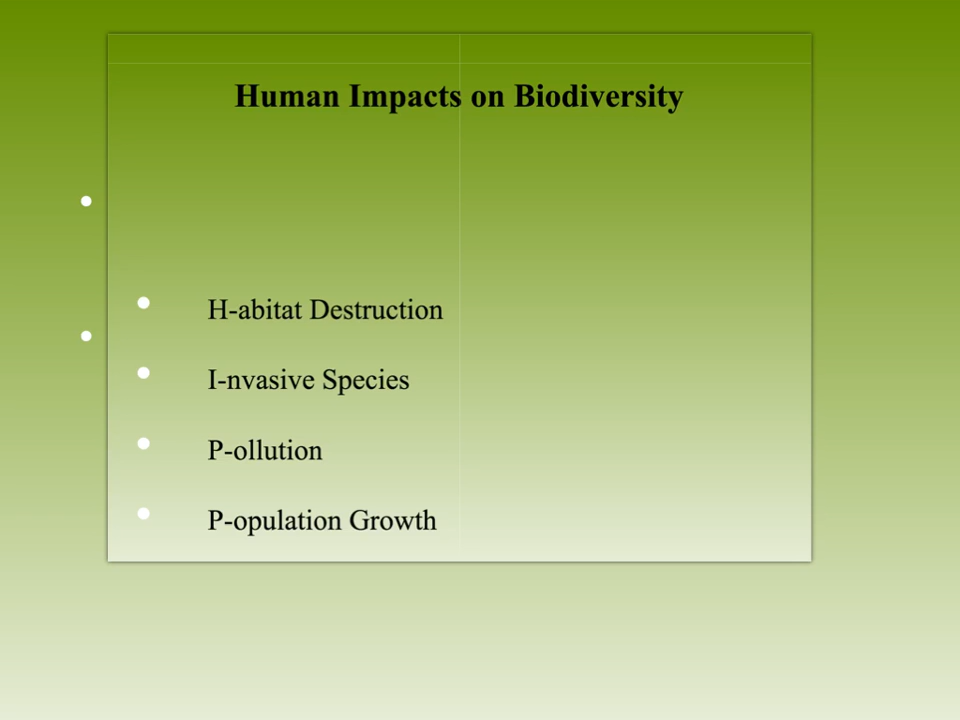 Human Impacts on Biodiversity
H-abitat Destruction
I-nvasive Species
P-ollution
P-opulation Growth